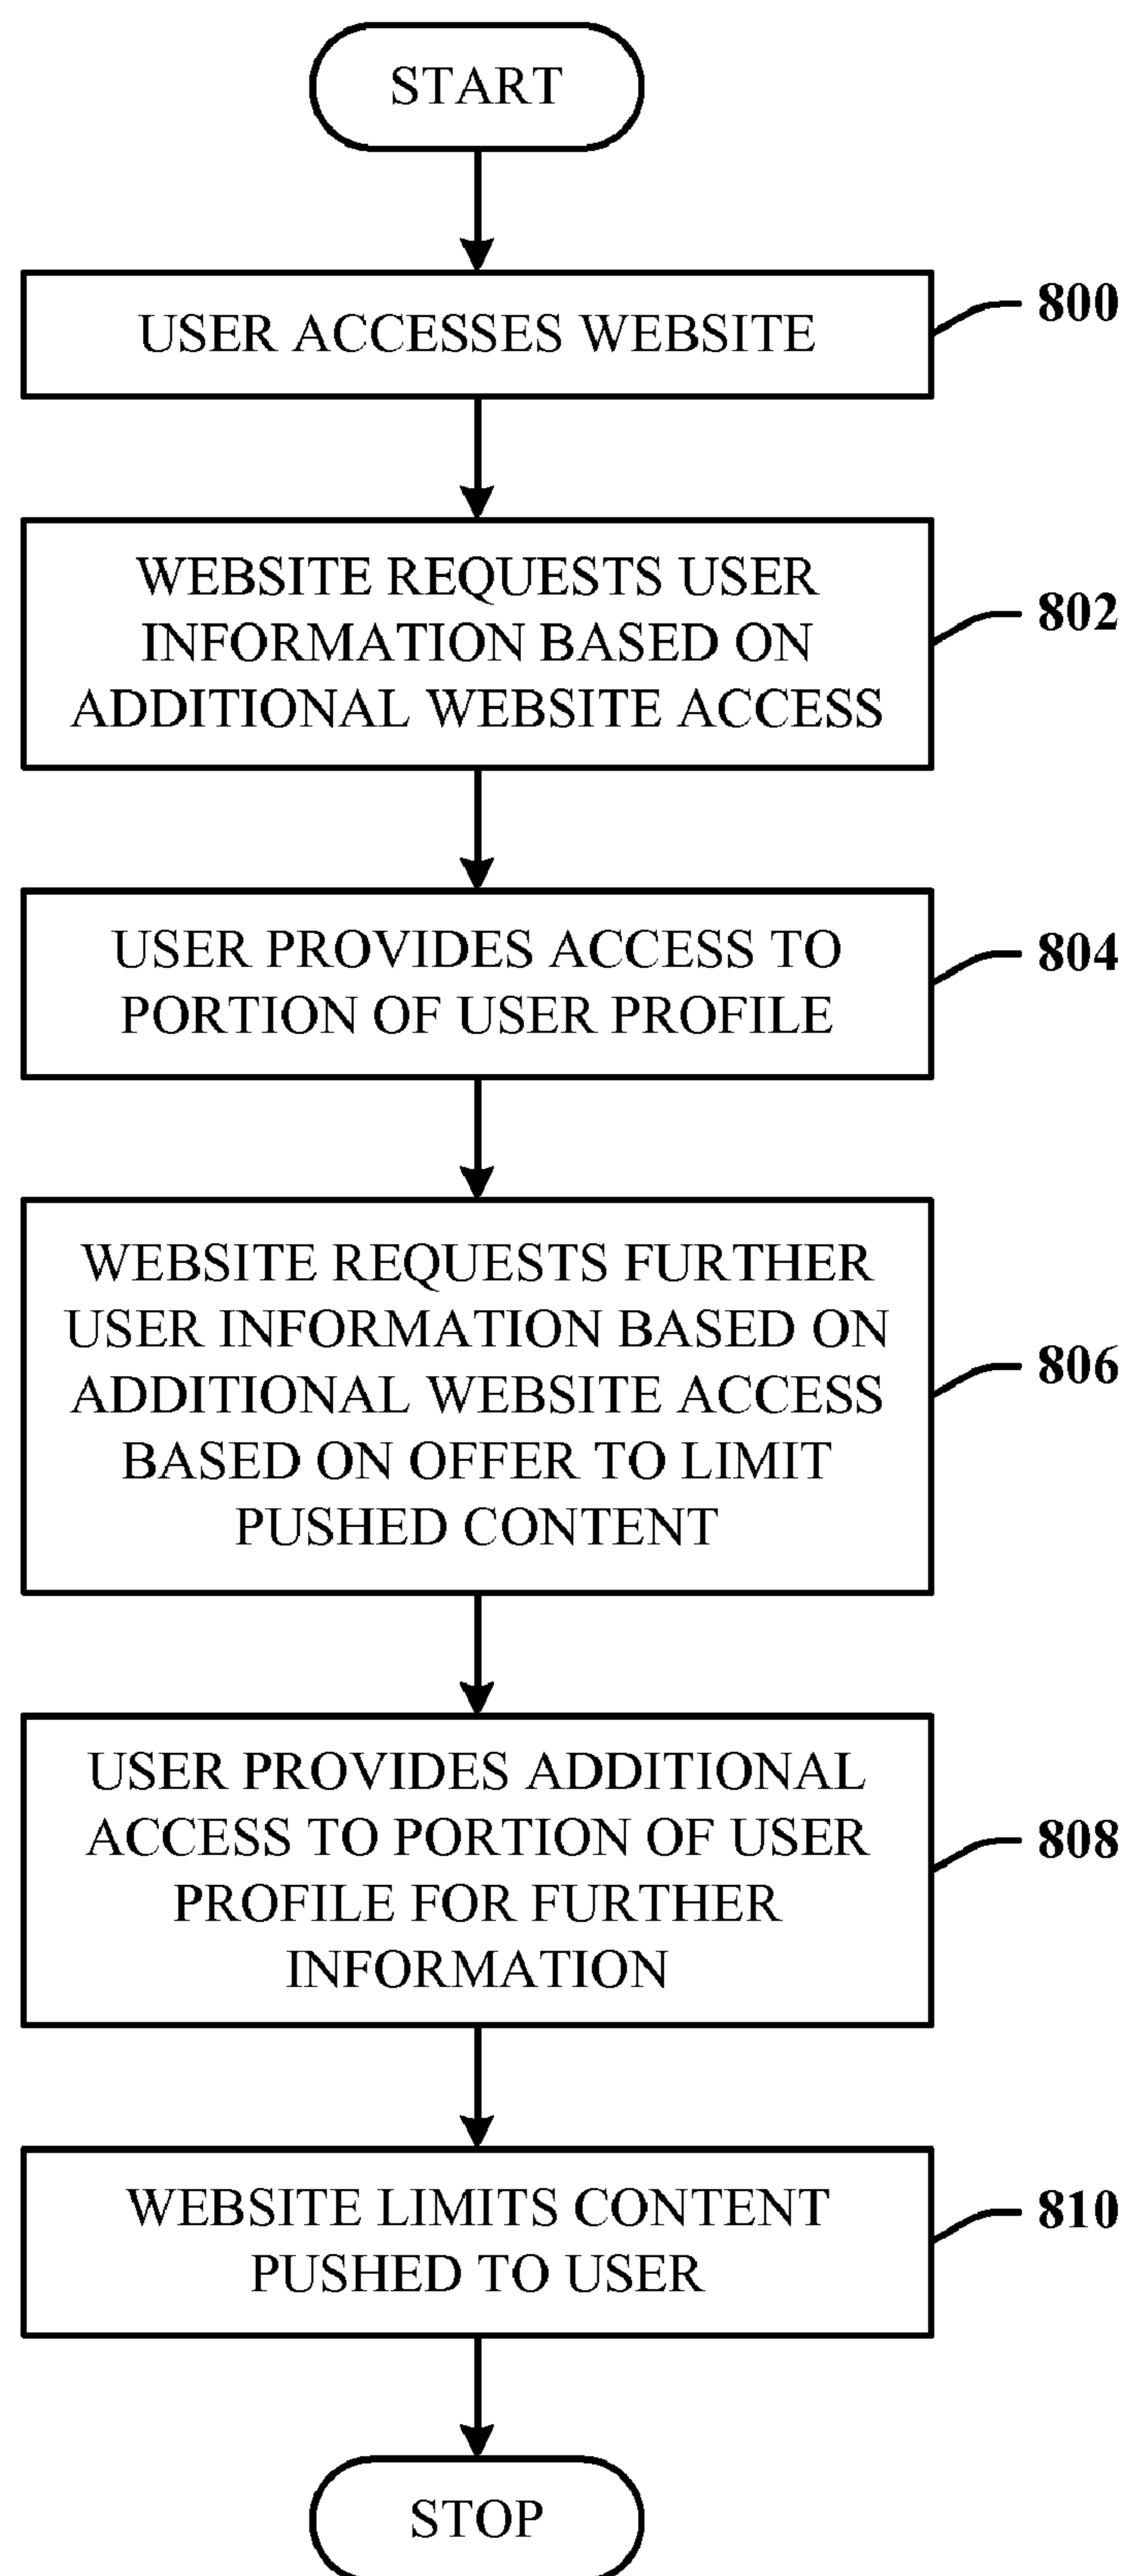 START
USER ACCESSES WEBSITE
800
WEBSITE REQUESTS USER
INFORMATION BASED ON
ADDITIONAL WEBSITE ACCESS
802
USER PROVIDES ACCESS TO
PORTION OF USER PROFILE
804
WEBSITE REQUESTS FURTHER
USER INFORMATION BASED ON
ADDITIONAL WEBSITE ACCESS
BASED ON OFFER TO LIMIT
PUSHED CONTENT
806
USER PROVIDES ADDITIONAL
ACCESS TO PORTION OF USER
PROFILE FOR FURTHER
INFORMATION
808
WEBSITE LIMITS CONTENT
PUSHED TO USER
810
STOP